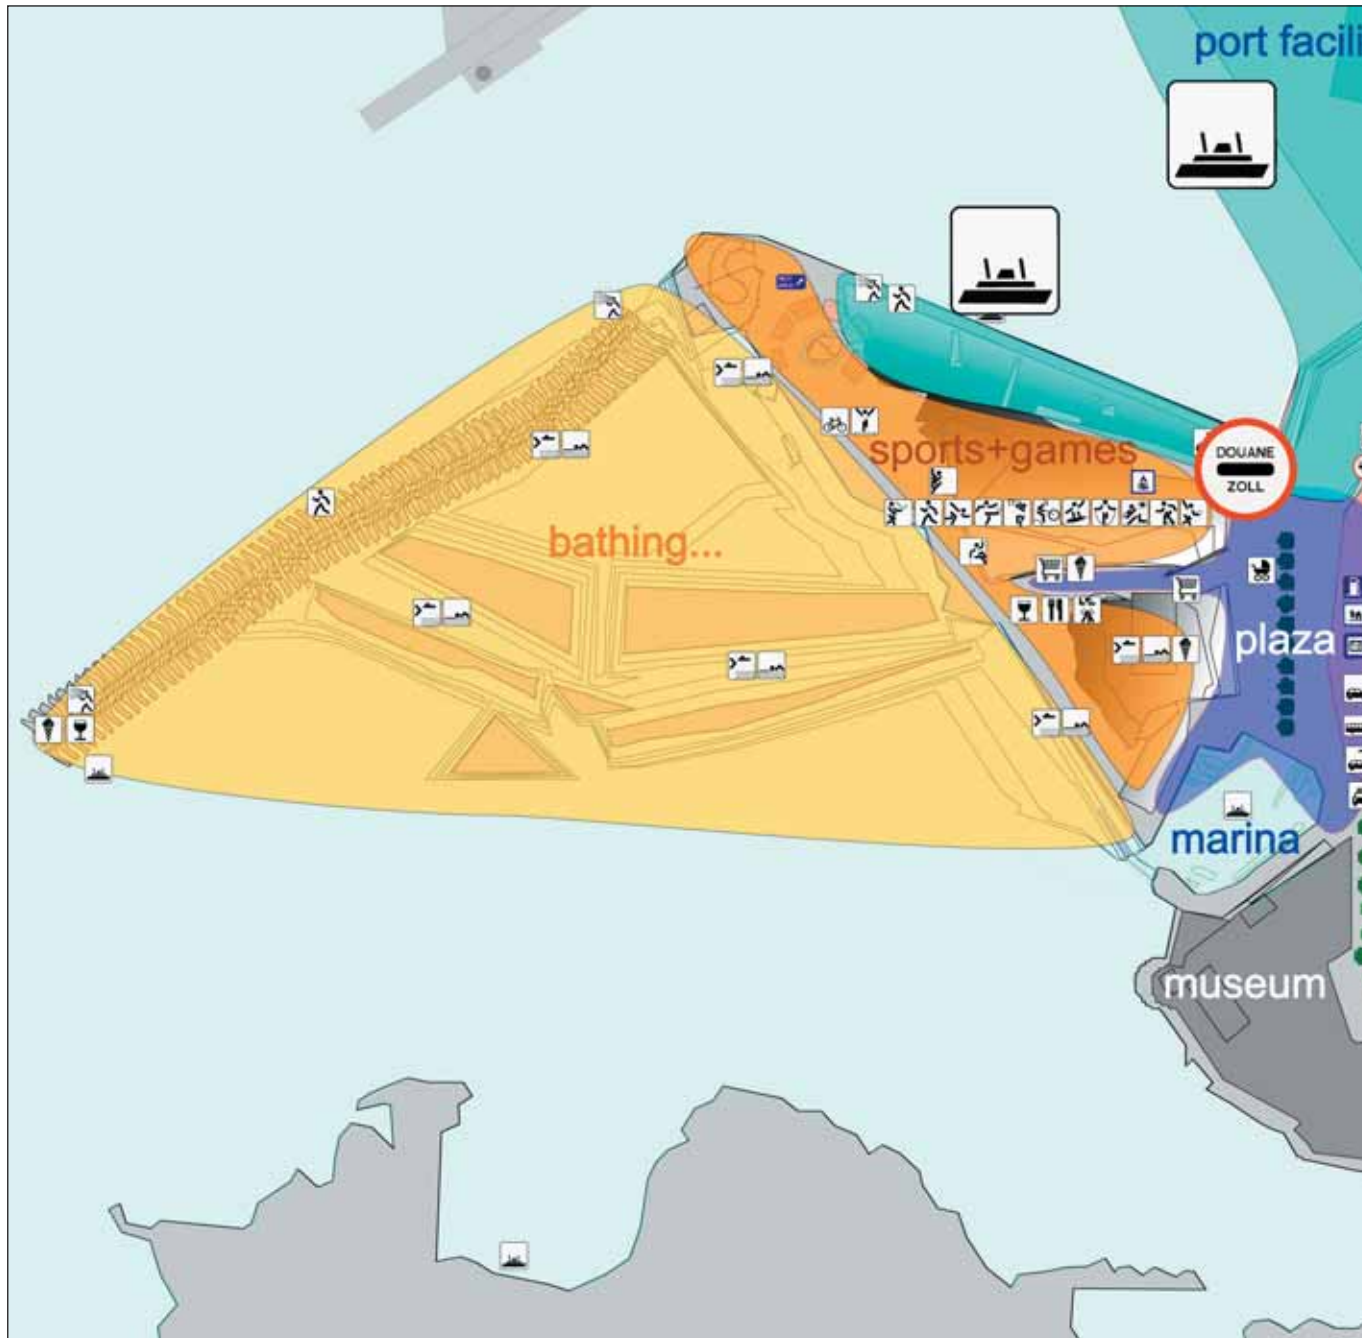 port facili
sports+games
DOUANE
ZOLL
bathing...
plaza
marina
museum